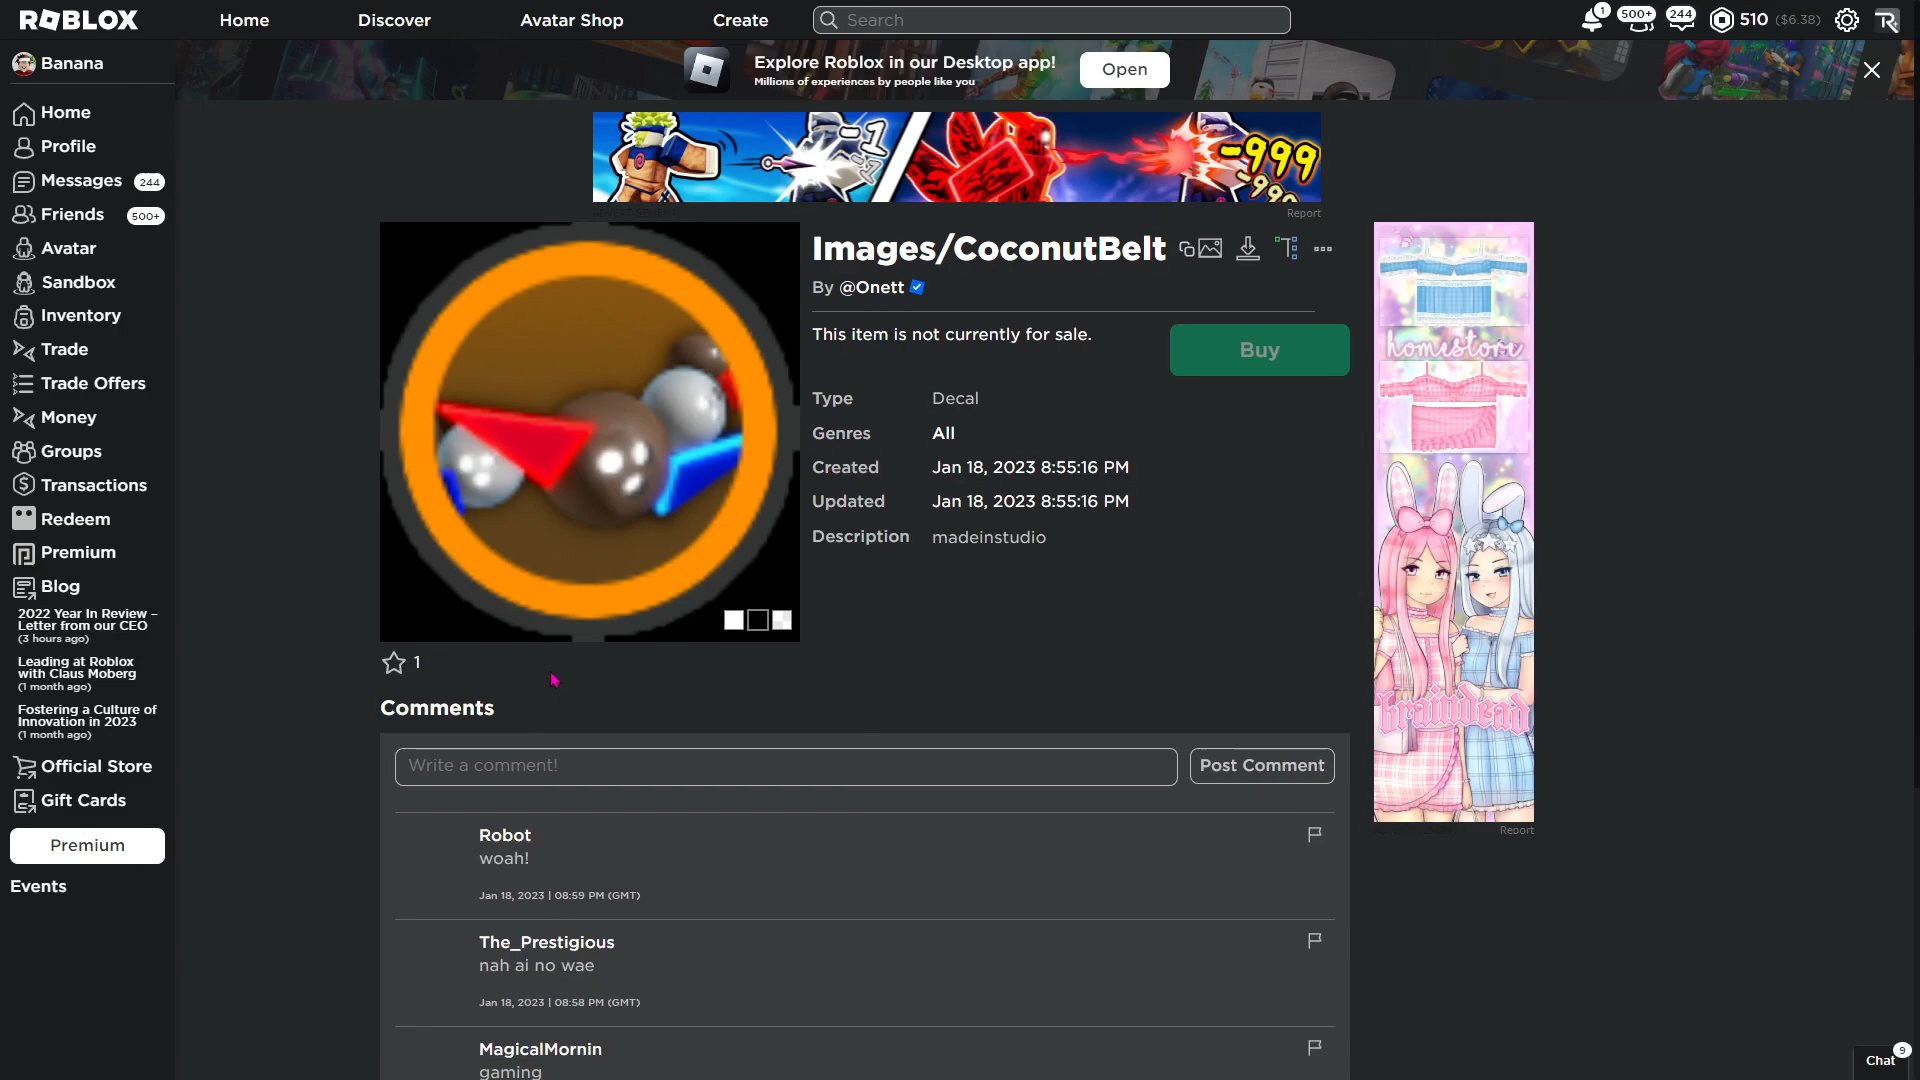 ROBLOX
Home
Discover
Avatar Shop
Create
Search
1
500+
244
510 ($6.38)
Banana
Home
Profile
Messages 244
Friends 500+
Avatar
Sandbox
Inventory
Trade
Trade Offers
Money
Groups
Transactions
Redeem
Premium
Blog
2022 Year In Review –
Letter from our CEO
(3 hours ago)
Leading at Roblox
with Claus Moberg
(1 month ago)
Fostering a Culture of
Innovation in 2023
(1 month ago)
Official Store
Gift Cards
Premium
Events
Explore Roblox in our Desktop app!
Millions of experiences by people like you
Open
-1
-999
ADVERTISEMENT
Report
Images/CoconutBelt
By @Onett
This item is not currently for sale.
Buy
Type Decal
Genres All
Created Jan 18, 2023 8:55:16 PM
Updated Jan 18, 2023 8:55:16 PM
Description madeinstudio
1
Comments
Write a comment!
Post Comment
Robot
woah!
Jan 18, 2023 | 08:59 PM (GMT)
The_Prestigious
nah ai no wae
Jan 18, 2023 | 08:58 PM (GMT)
MagicalMornin
gaming
homestore
braindead
Report
Chat 9